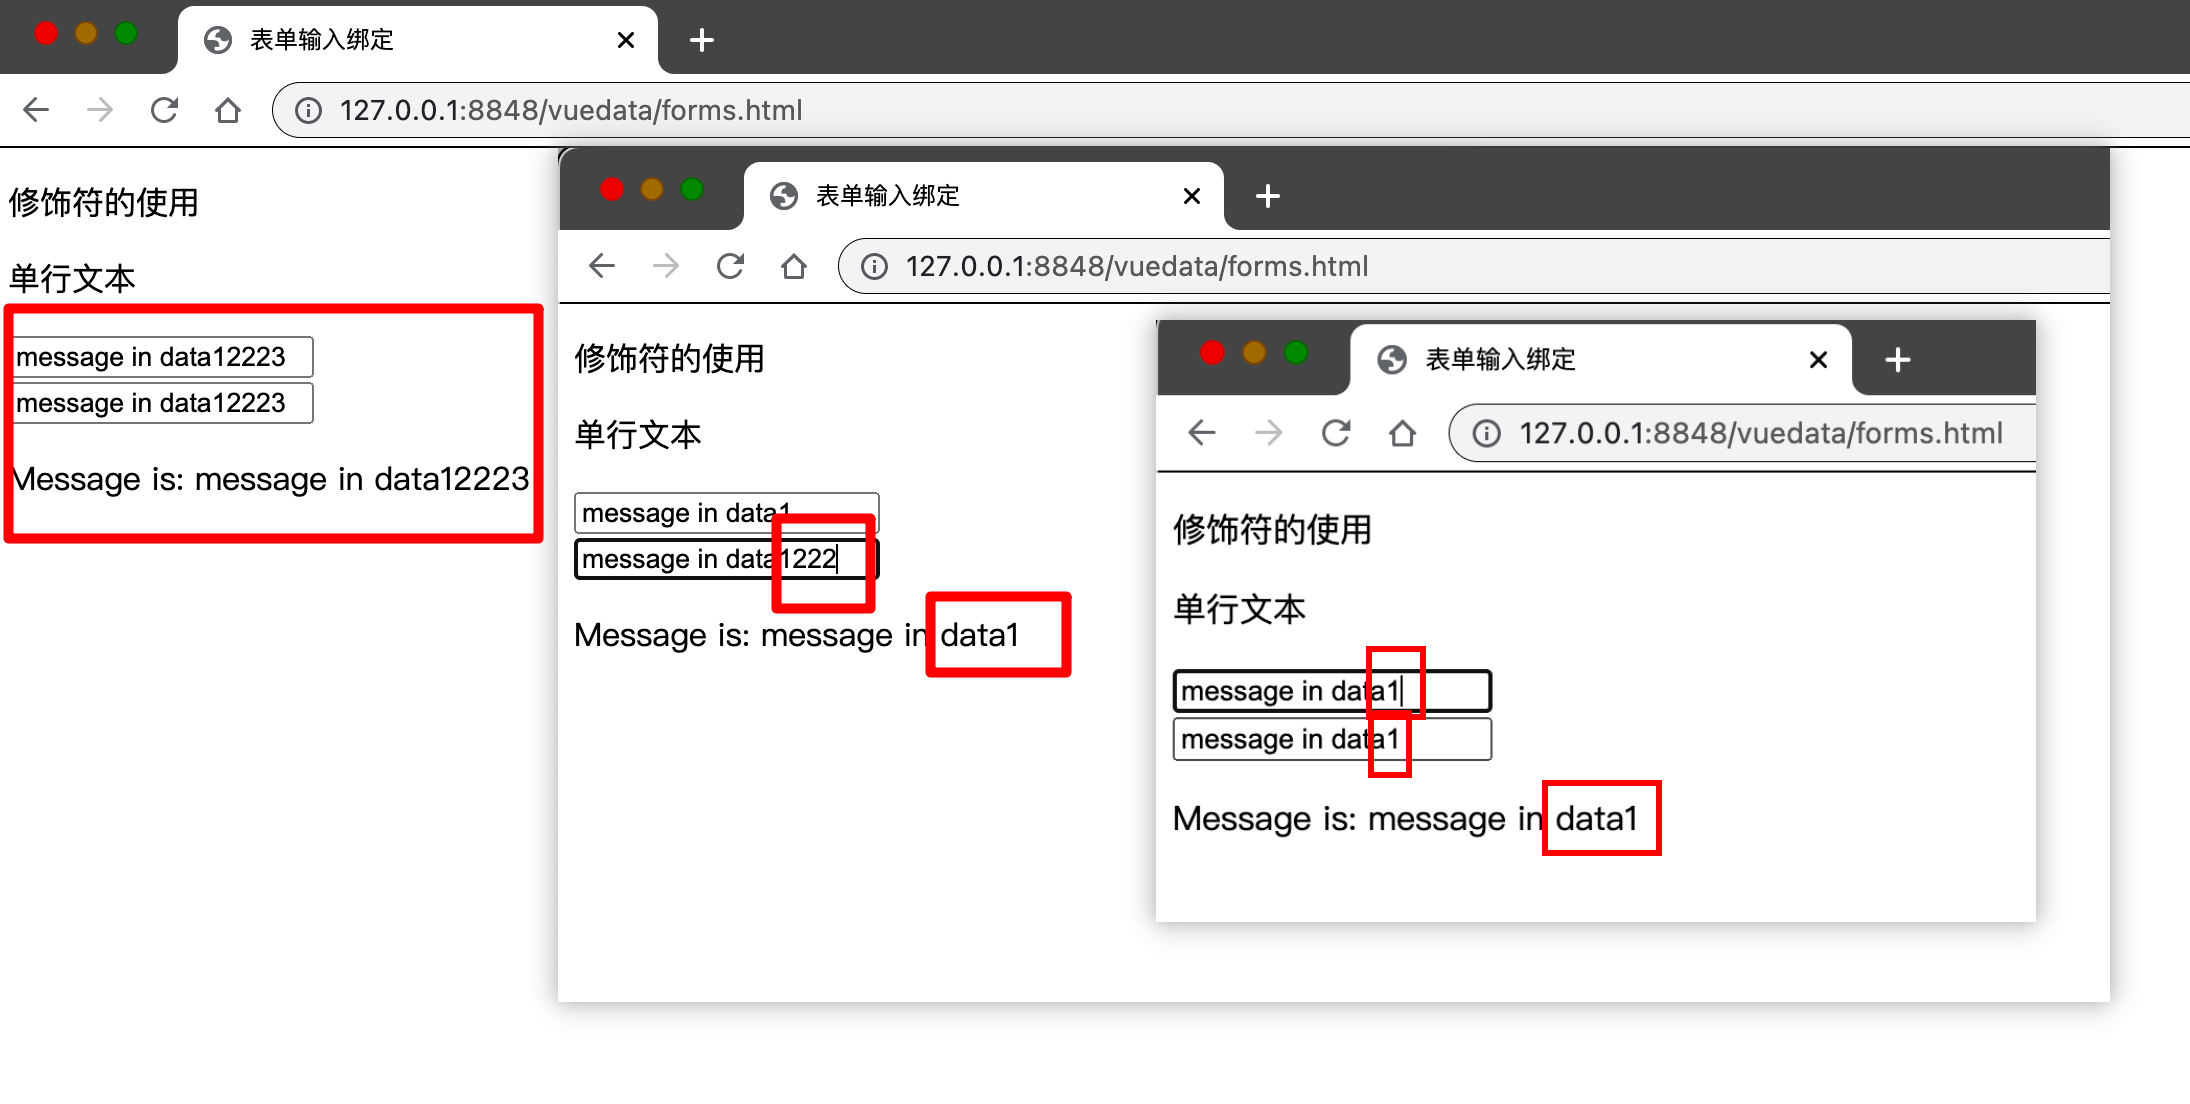 表单输入绑定
127.0.0.1:8848/vuedata/forms.html
修饰符的使用
单行文本
message in data12223
message in data12223
Message is: message in data12223
表单输入绑定
127.0.0.1:8848/vuedata/forms.html
修饰符的使用
单行文本
message in data1
message in data1222
Message is: message in data1
表单输入绑定
127.0.0.1:8848/vuedata/forms.html
修饰符的使用
单行文本
message in data1
message in data1
Message is: message in data1